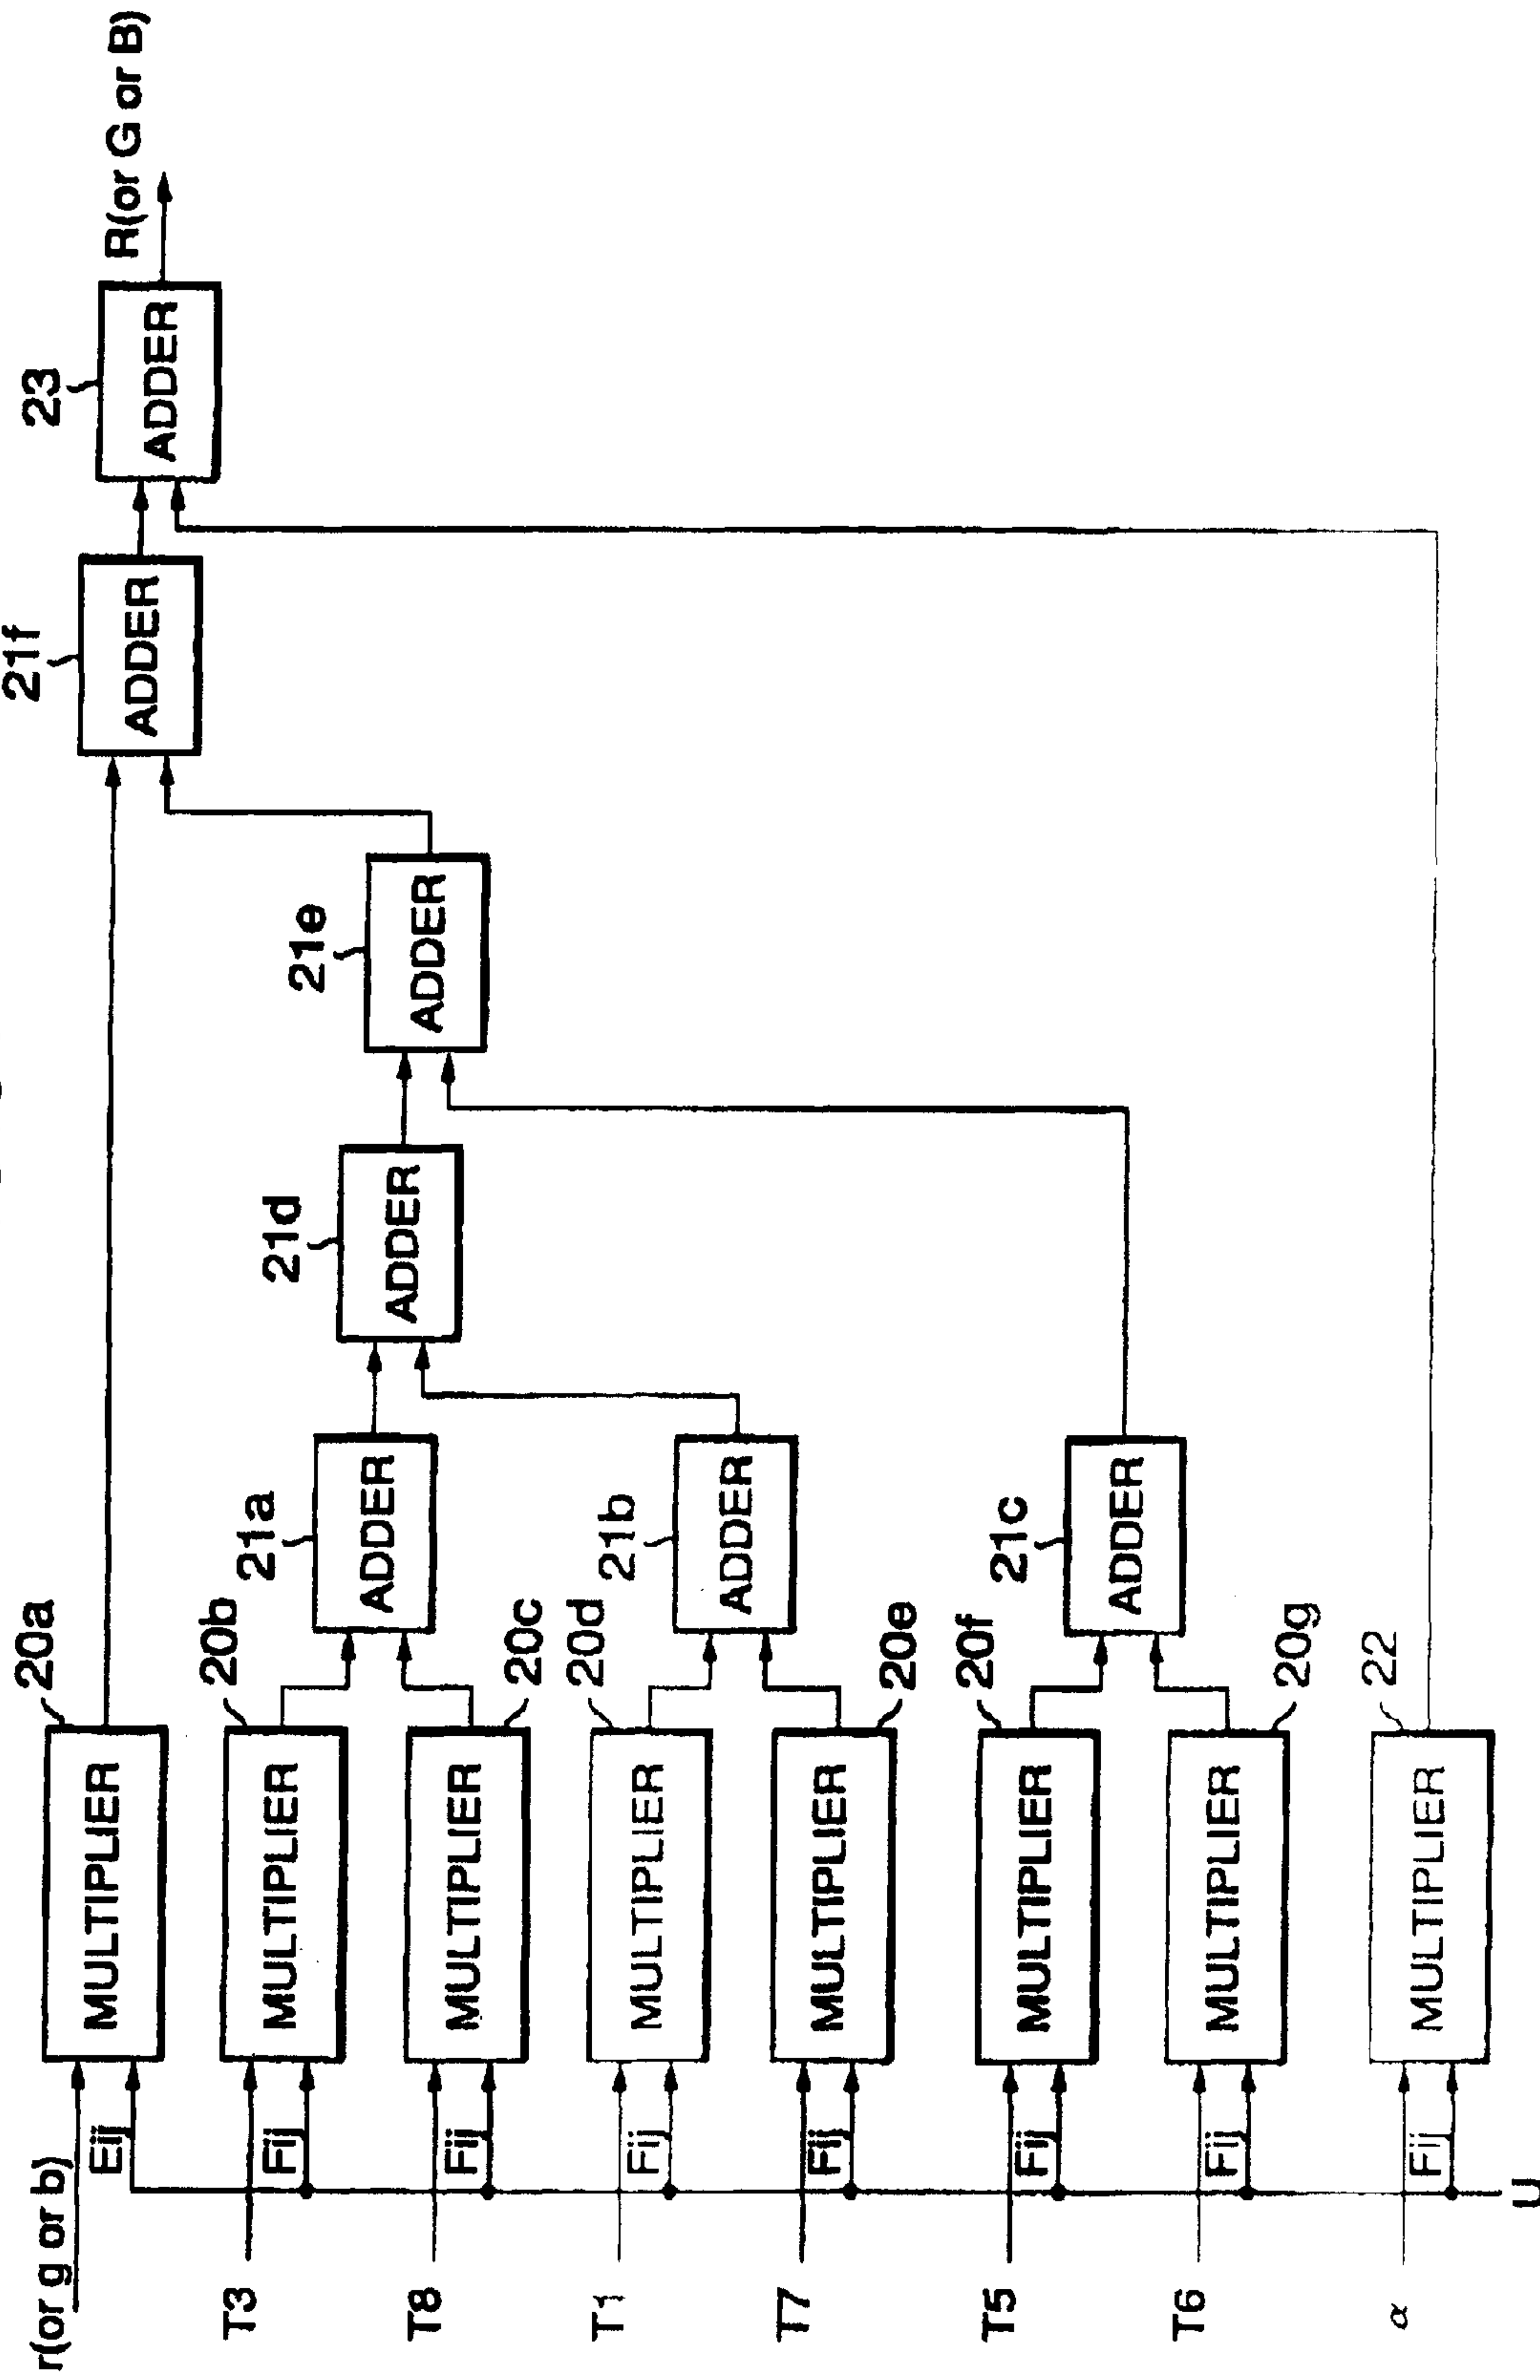 r(or g or b)
Eij
MULTIPLIER
20a
T3
Fij
MULTIPLIER
20b
T8
Fij
MULTIPLIER
20c
T1
Fij
MULTIPLIER
20d
T7
Fij
MULTIPLIER
20e
T5
Fij
MULTIPLIER
20f
T6
Fij
MULTIPLIER
20g
α
Fij
MULTIPLIER
22
U
ADDER
21a
ADDER
21b
ADDER
21c
ADDER
21d
ADDER
21e
ADDER
21f
ADDER
23
R(or G or B)